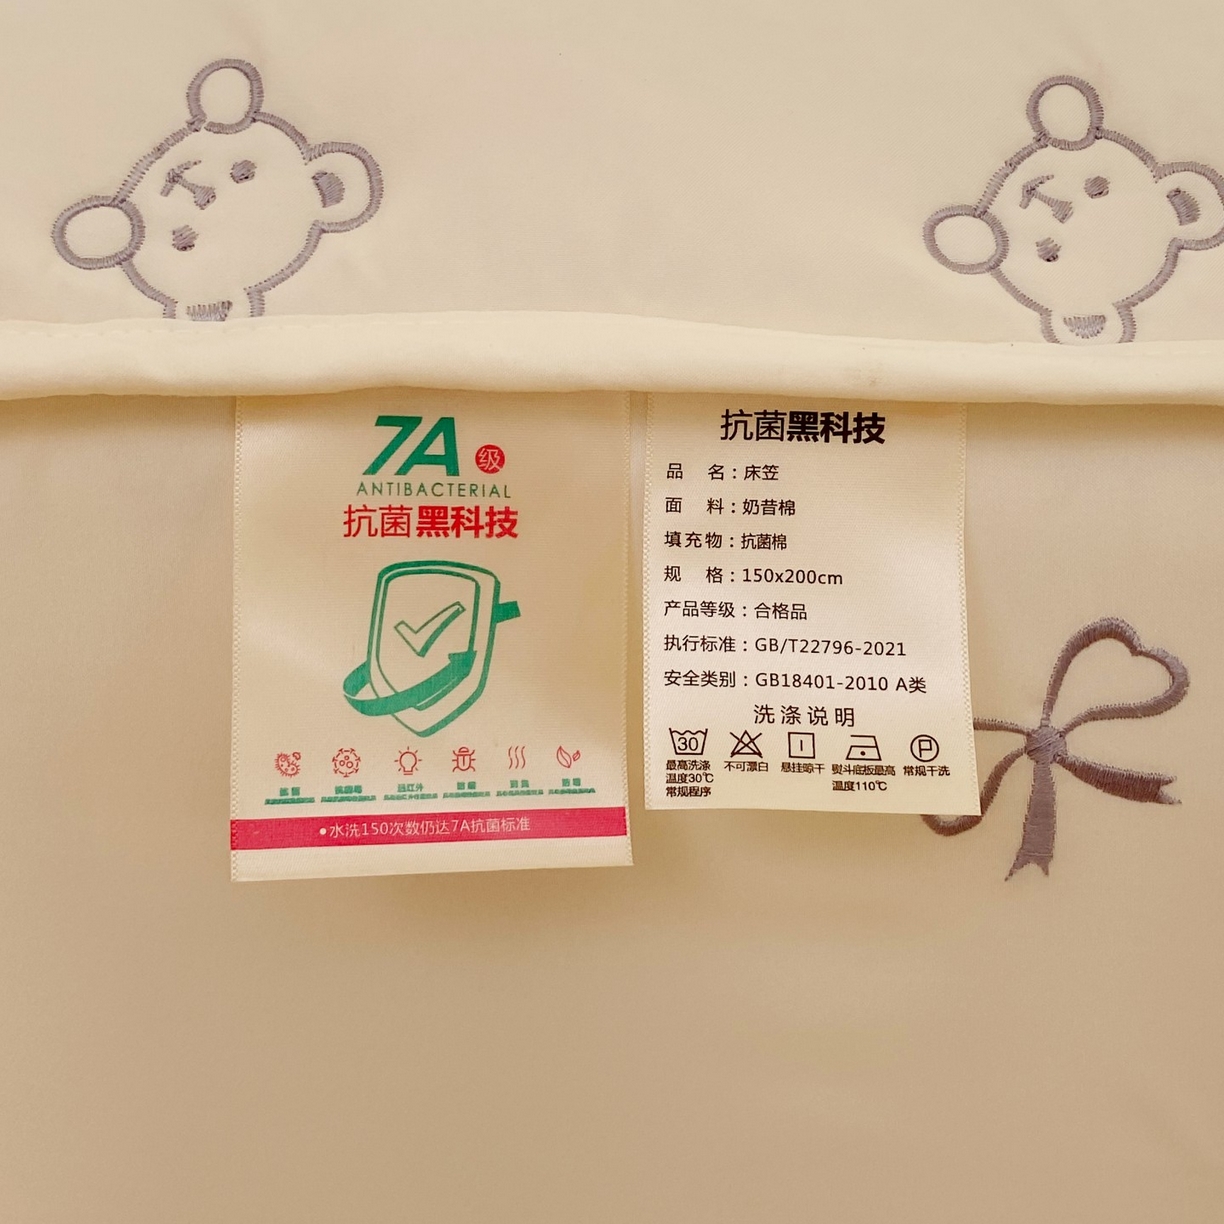 7A级
ANTIBACTERIAL
抗菌黑科技
•水洗150次数仍达7A抗菌标准
抗菌黑科技
品 名：床笠
面 料：奶昔棉
填充物：抗菌棉
规 格：150x200cm
产品等级：合格品
执行标准：GB/T22796-2021
安全类别：GB18401-2010 A类
洗涤说明
30
P
最高洗涤
温度30℃
常规程序
不可漂白
悬挂晾干
熨斗底板最高
温度110℃
常规干洗